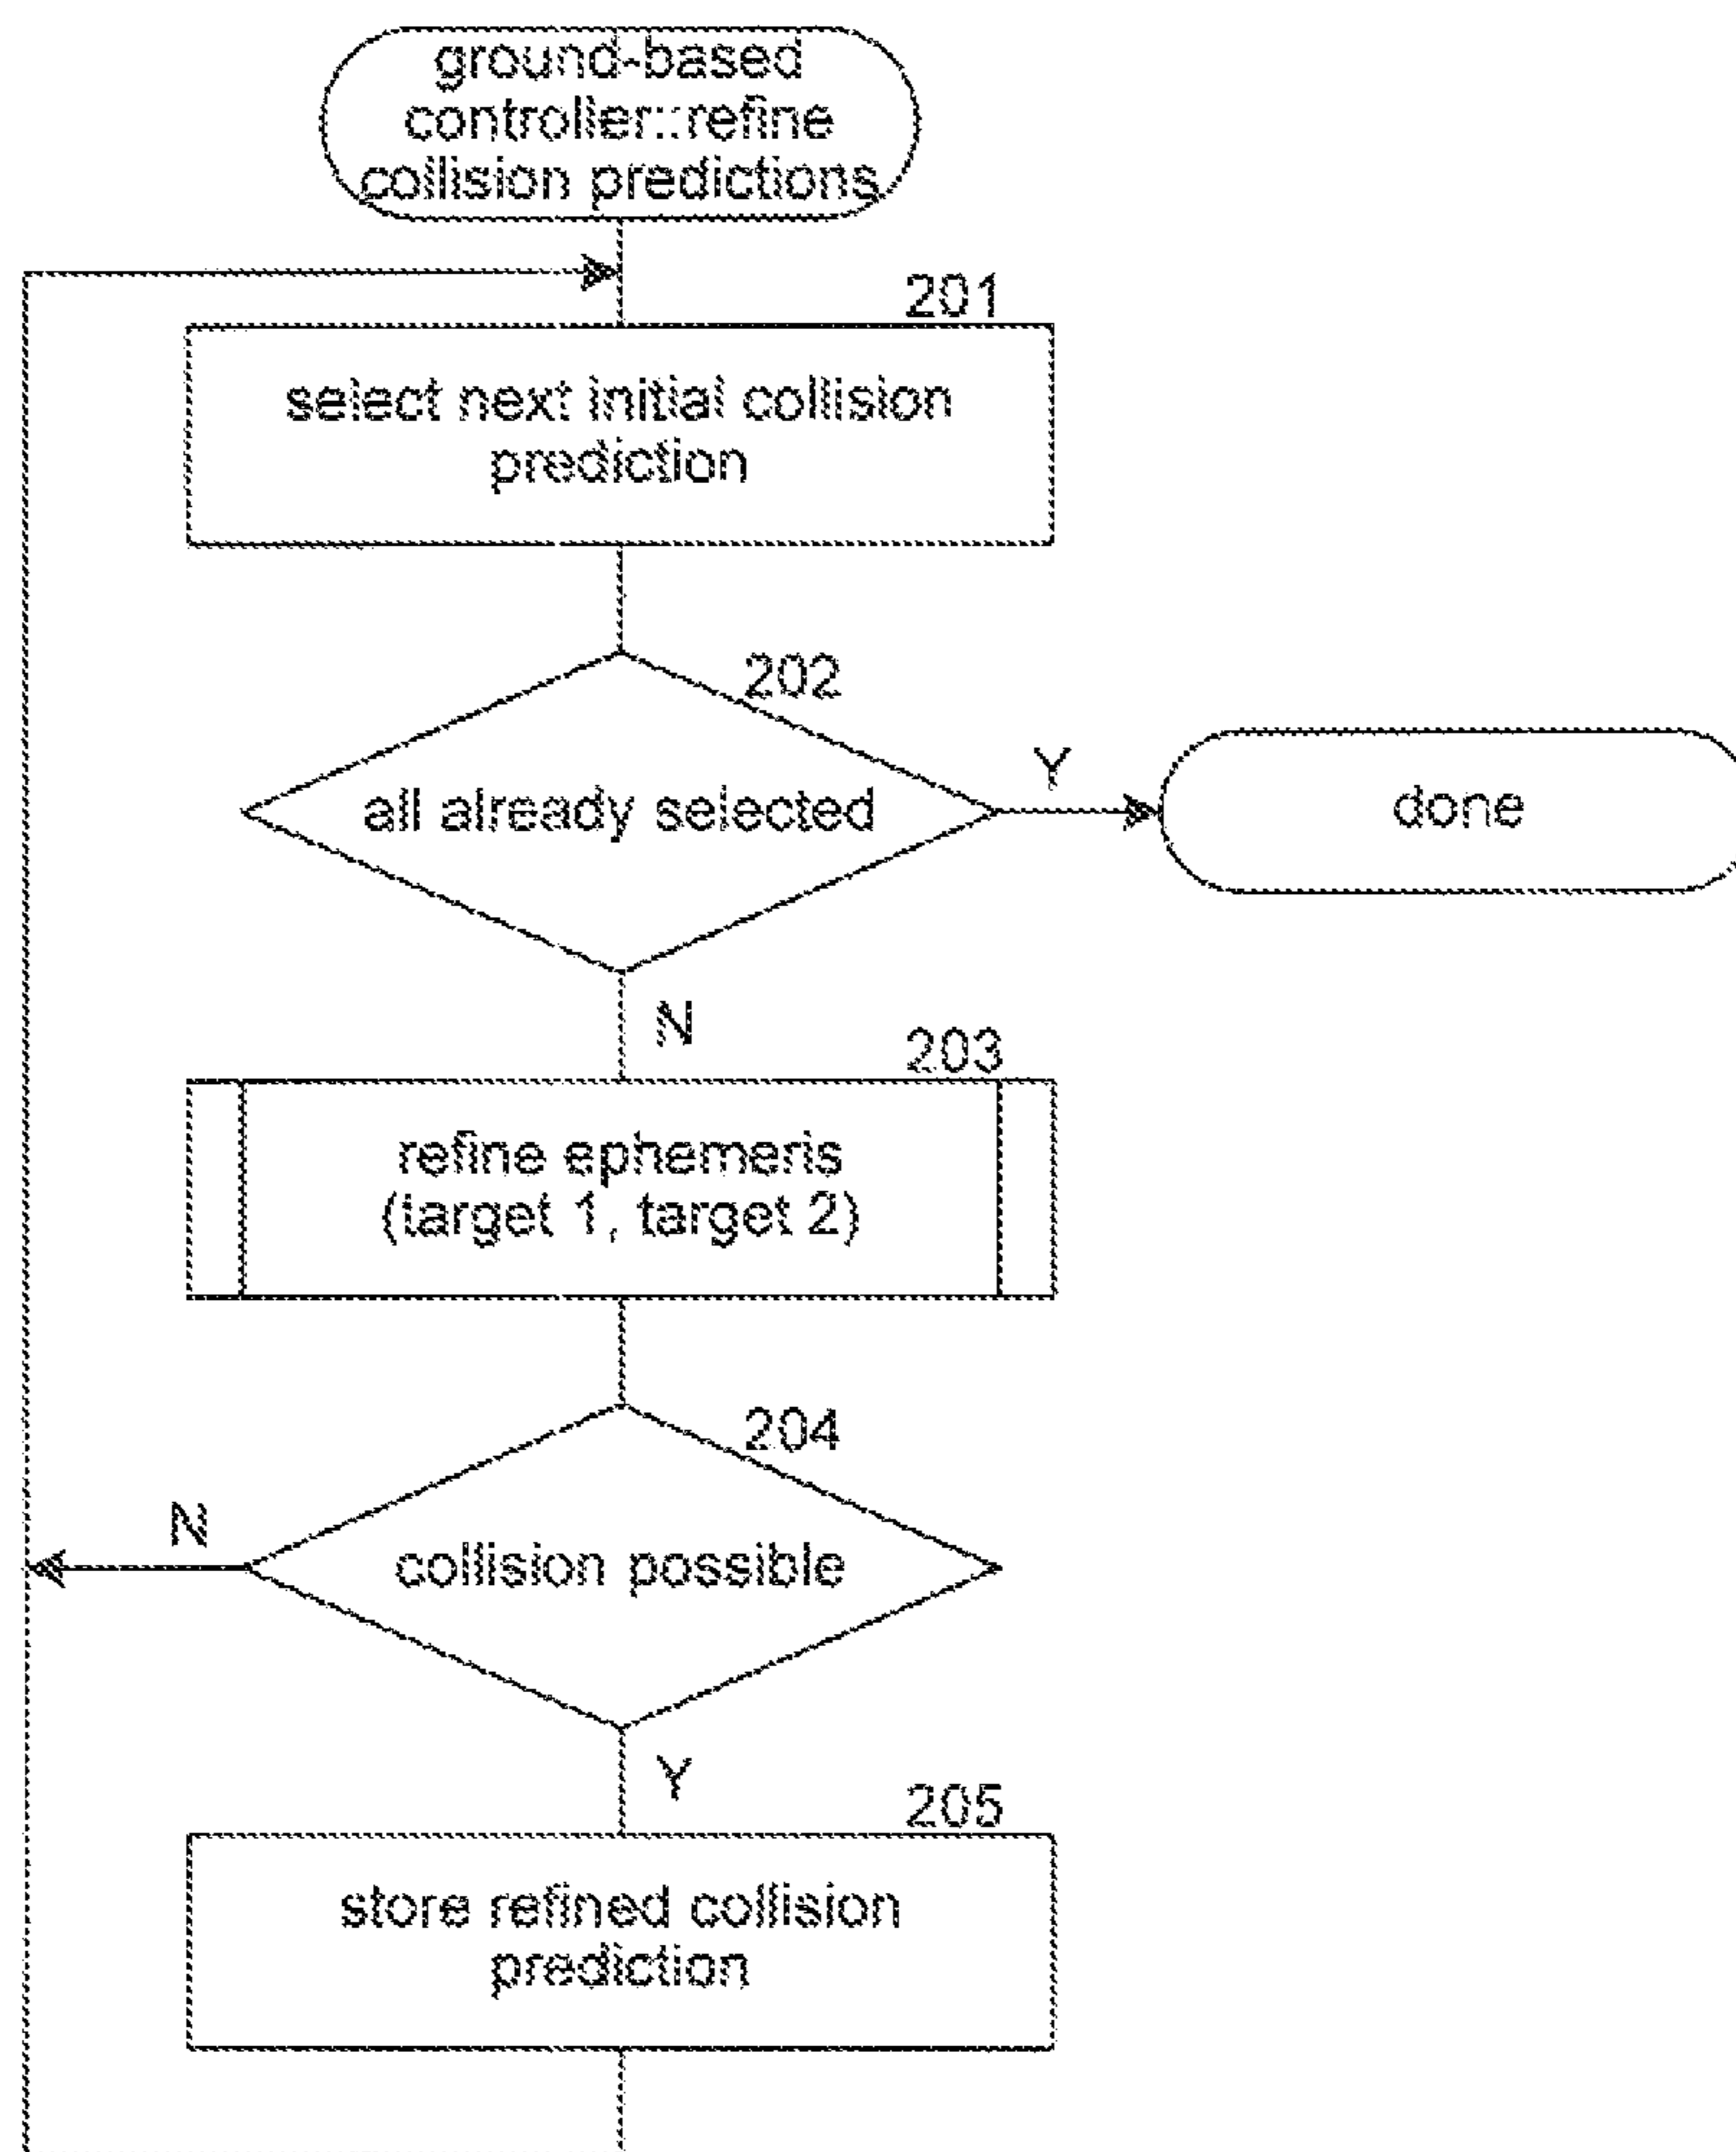 ground-based
controller::refine
collision predictions
201
select next initial collision
prediction
202
all already selected
Y
done
N
203
refine ephemeris
(target 1, target 2)
204
N
collision possible
Y
205
store refined collision
prediction